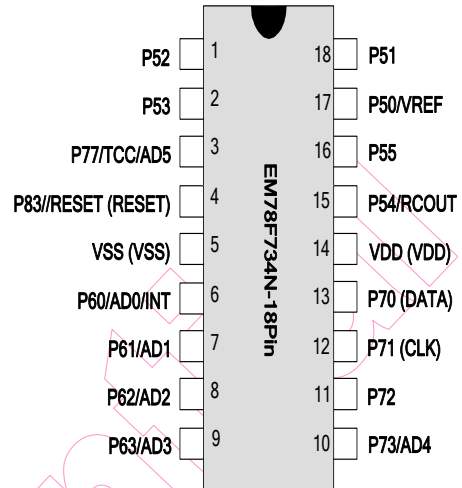 P52 1 18 P51
P53 2 17 P50/VREF
P77/TCC/AD5 3 16 P55
P83//RESET (RESET) 4 15 P54/RCOUT
VSS (VSS) 5 14 VDD (VDD)
P60/AD0/INT 6 13 P70 (DATA)
P61/AD1 7 12 P71 (CLK)
P62/AD2 8 11 P72
P63/AD3 9 10 P73/AD4
EM78F734N-18Pin